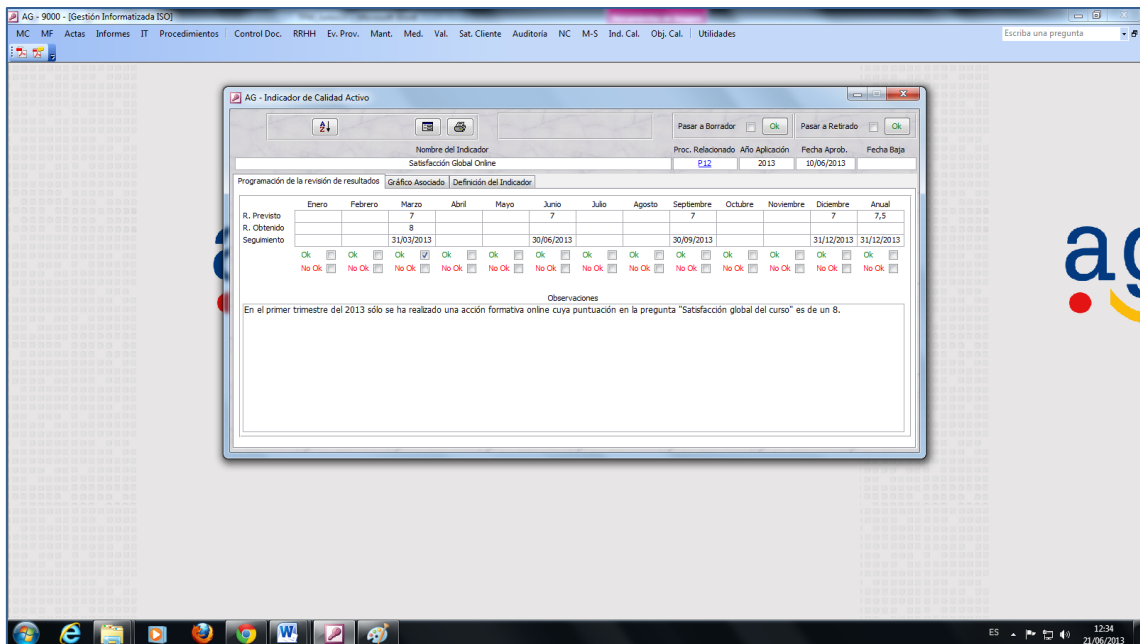 AG - 9000 - [Gestión Informatizada ISO]
MC MF Actas Informes IT Procedimientos Control Doc. RRHH Ev. Prov. Mant. Med. Val. Sat. Cliente Auditoría NC M-S Ind. Cal. Obj. Cal. Utilidades Escriba una pregunta
AG - Indicador de Calidad Activo
Pasar a Borrador Ok Pasar a Retirado Ok
Nombre del Indicador Proc. Relacionado Año Aplicación Fecha Aprob. Fecha Baja
Satisfacción Global Online P12 2013 10/06/2013
Programación de la revisión de resultados Gráfico Asociado Definición del Indicador
Enero Febrero Marzo Abril Mayo Junio Julio Agosto Septiembre Octubre Noviembre Diciembre Anual
R. Previsto 7 7 7 7 7,5
R. Obtenido 8
Seguimiento 31/03/2013 30/06/2013 30/09/2013 31/12/2013 31/12/2013
Ok Ok Ok Ok Ok Ok Ok Ok Ok Ok Ok Ok Ok
No Ok No Ok No Ok No Ok No Ok No Ok No Ok No Ok No Ok No Ok No Ok No Ok No Ok
Observaciones
En el primer trimestre del 2013 sólo se ha realizado una acción formativa online cuya puntuación en la pregunta "Satisfacción global del curso" es de un 8.
ag
ES 12:34
21/06/2013